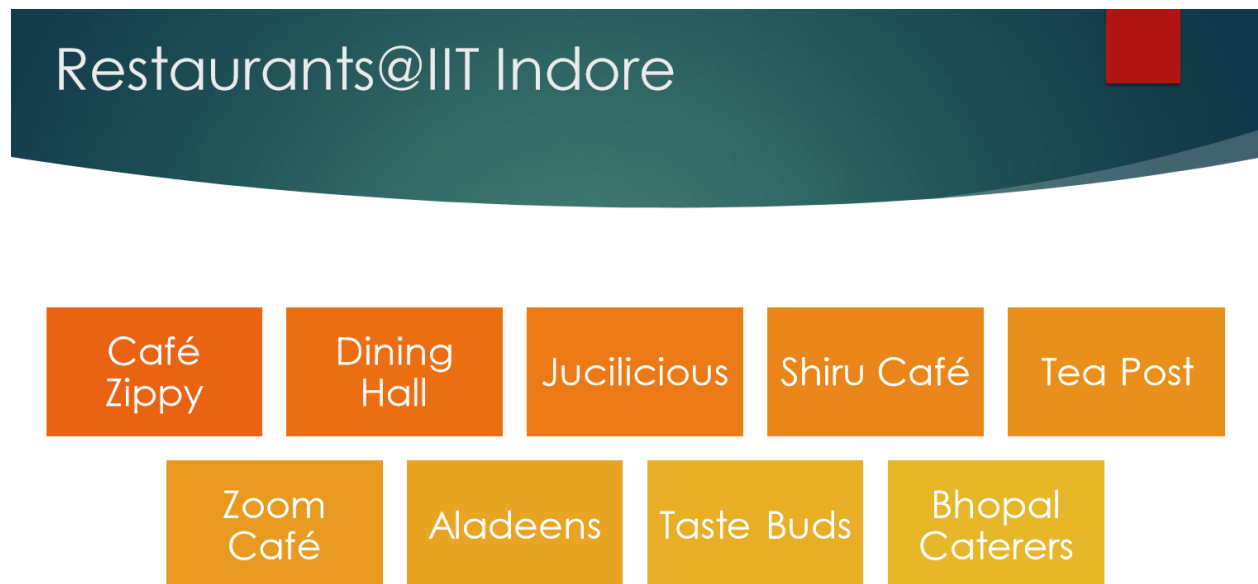 Restaurants@IIT Indore
Café
Zippy
Dining
Hall
Jucilicious
Shiru Café
Tea Post
Zoom
Café
Aladeens
Taste Buds
Bhopal
Caterers